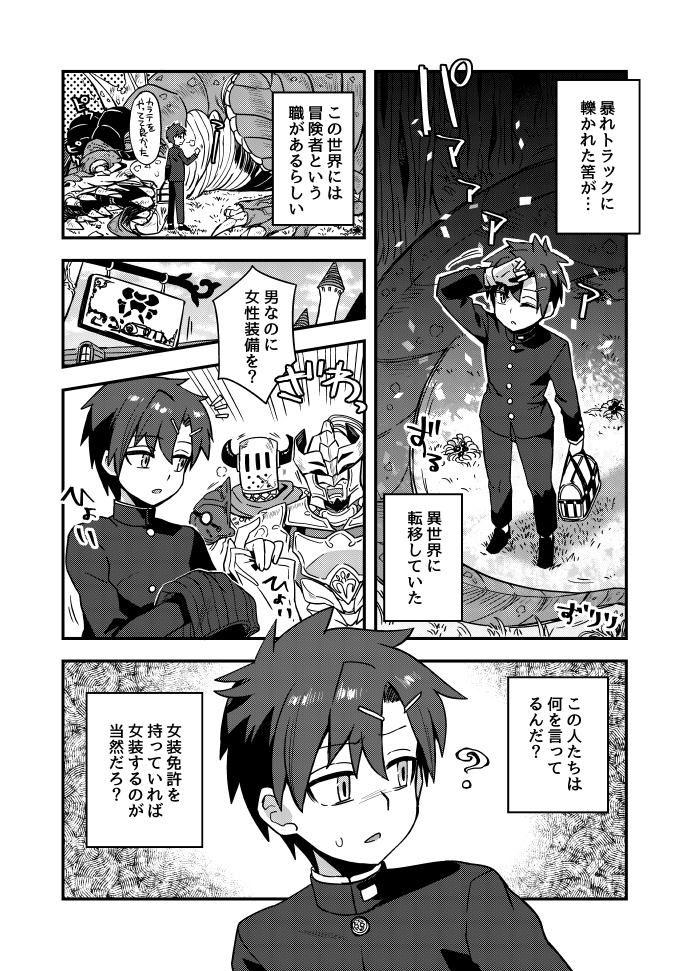 暴れトラックに
轢かれた筈が…
パァァァ
ずる
異世界に
転移していた
ずりり
この世界には
冒険者という
職があるらしい
カラテを
やってて良かった
男なのに
女性装備を?
ざわっ
ひょい
ひょい
この人たちは
何を言って
るんだ?
?
女装免許を
持っていれば
女装するのが
当然だろ?